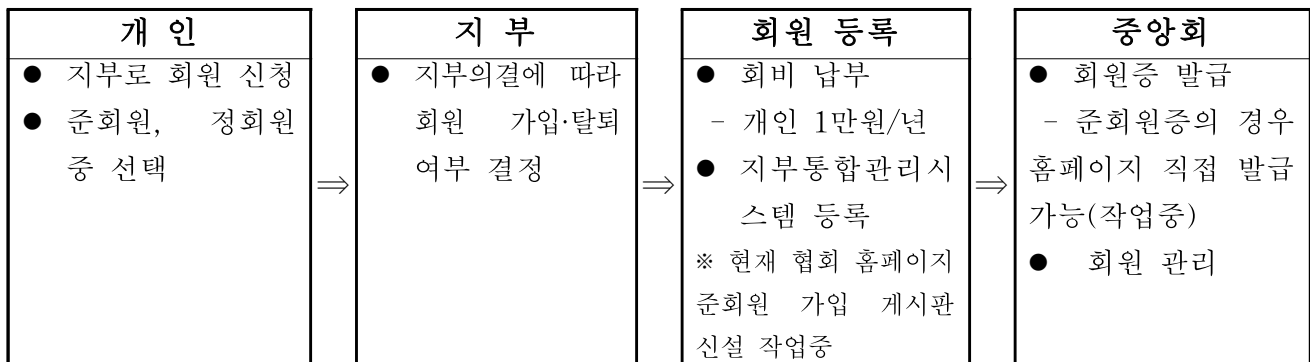 개 인
● 지부로 회원 신청
● 준회원, 정회원
중 선택
⇒
지 부
● 지부의결에 따라
회원 가입·탈퇴
여부 결정
⇒
회원 등록
● 회비 납부
- 개인 1만원/년
● 지부통합관리시
스템 등록
※ 현재 협회 홈페이지
준회원 가입 게시판
신설 작업중
⇒
중앙회
● 회원증 발급
- 준회원증의 경우
홈페이지 직접 발급
가능(작업중)
● 회원 관리